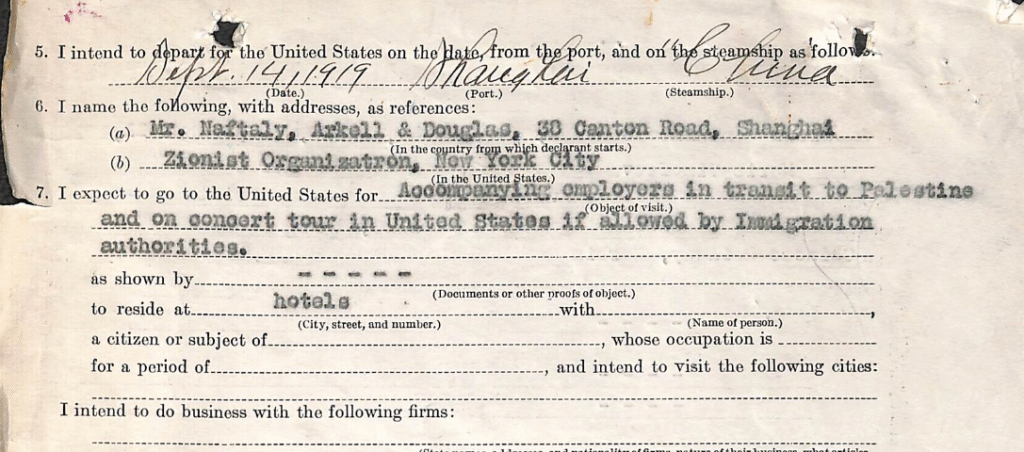 5. I intend to depart for the United States on the date, from the port, and on the steamship as follows.
Sept. 14, 1919 Shanghai "China
(Date.) (Port.) (Steamship.)
6. I name the following, with addresses, as references:
(a) Mr. Naftaly, Arkell & Douglas, 38 Canton Road, Shanghai
(In the country from which declarant starts.)
(b) Zionist Organizatron, New York City
(In the United States.)
7. I expect to go to the United States for Accompanying employers in transit to Palestine
(Object of visit.)
and on concert tour in United States if allowed by Immigration
authorities.
as shown by - - - - -
(Documents or other proofs of object.)
to reside at hotels with ,
(City, street, and number.) (Name of person.)
a citizen or subject of , whose occupation is
for a period of , and intend to visit the following cities:
I intend to do business with the following firms: